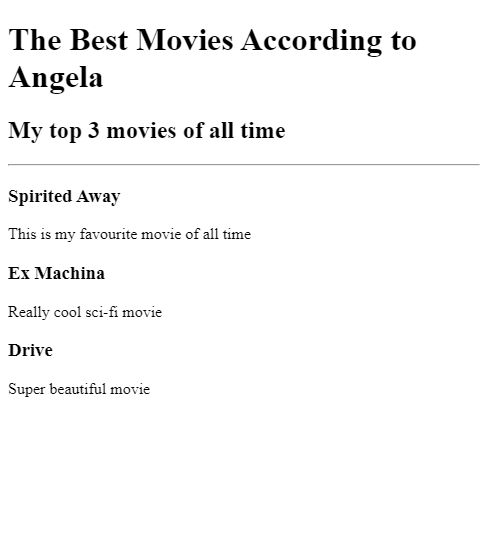 The Best Movies According to
Angela
My top 3 movies of all time
Spirited Away
This is my favourite movie of all time
Ex Machina
Really cool sci-fi movie
Drive
Super beautiful movie